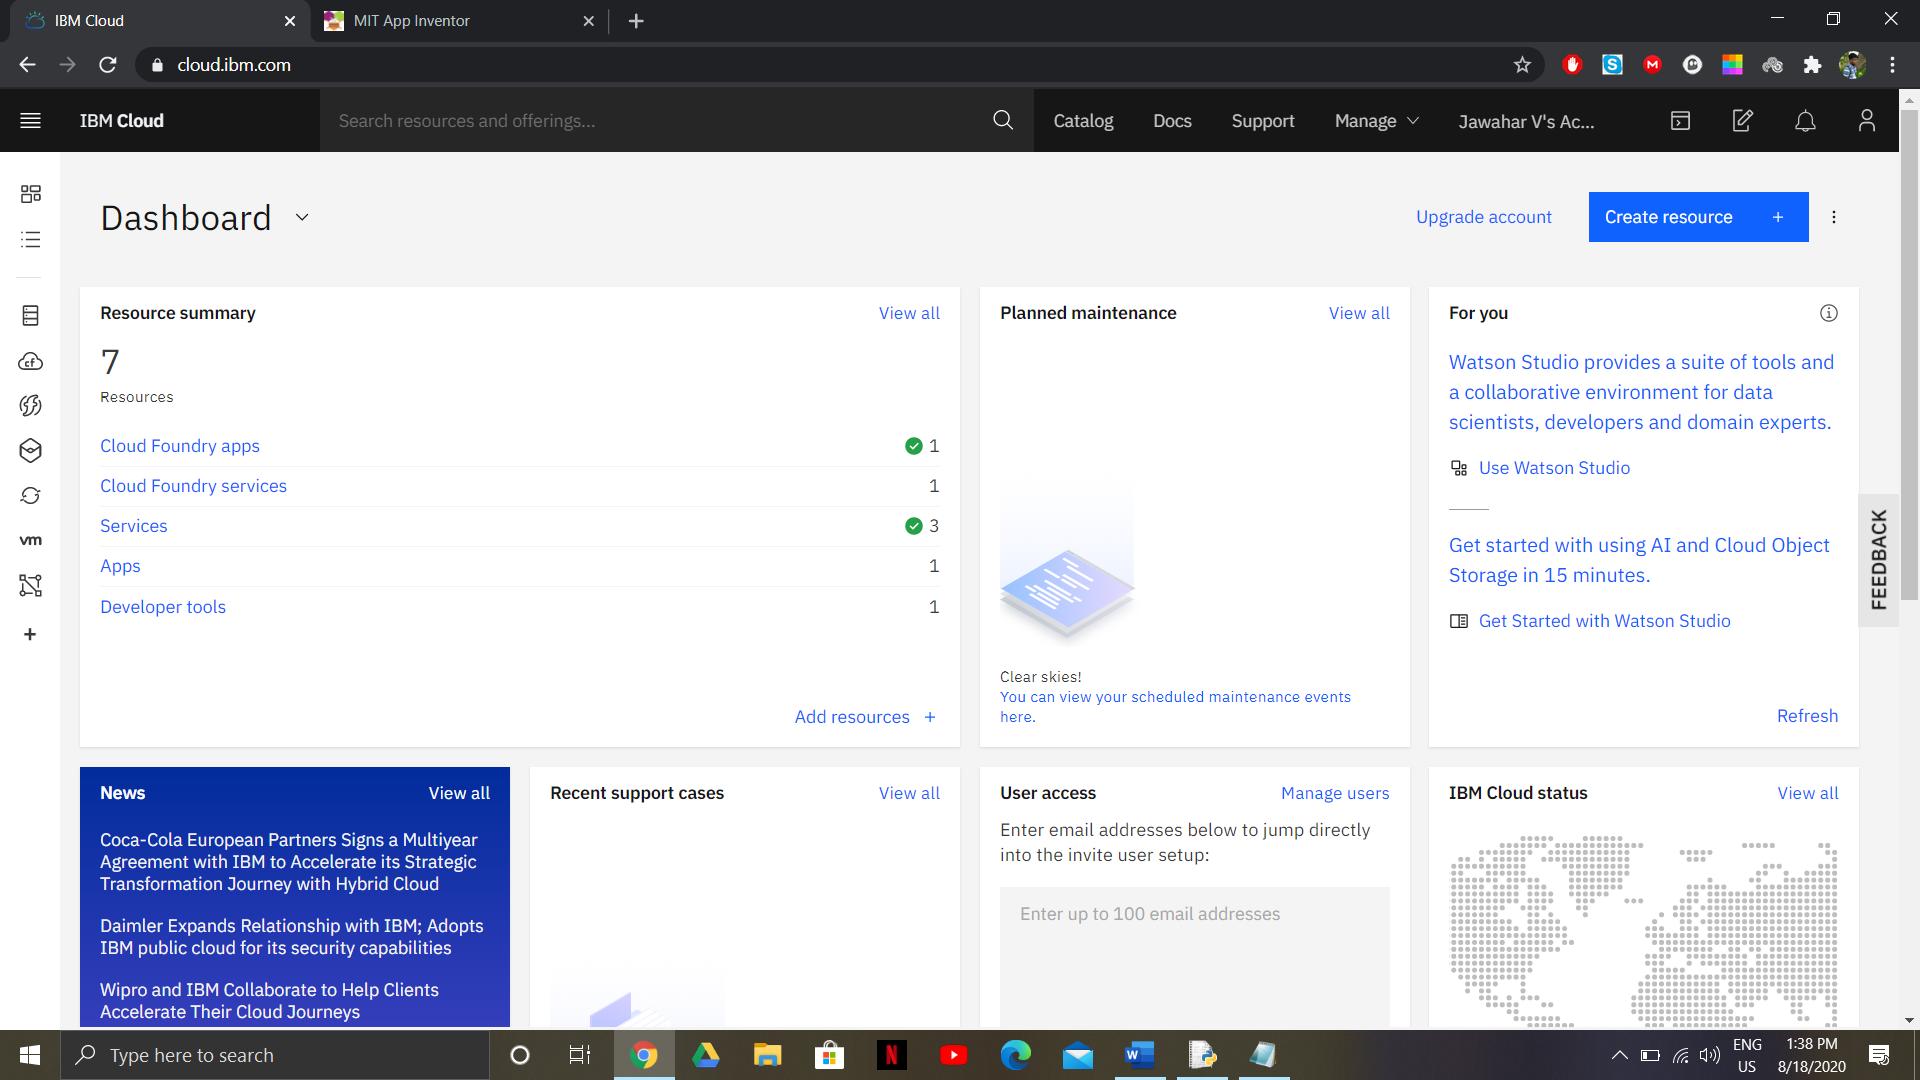 IBM Cloud
MIT App Inventor
cloud.ibm.com
IBM Cloud
Search resources and offerings...
Catalog
Docs
Support
Manage
Jawahar V's Ac...
Dashboard
Upgrade account
Create resource +
Resource summary
View all
7
Resources
Cloud Foundry apps
1
Cloud Foundry services
1
Services
3
Apps
1
Developer tools
1
Add resources +
Planned maintenance
View all
Clear skies!
You can view your scheduled maintenance events
here.
For you
Watson Studio provides a suite of tools and
a collaborative environment for data
scientists, developers and domain experts.
Use Watson Studio
Get started with using AI and Cloud Object
Storage in 15 minutes.
Get Started with Watson Studio
Refresh
FEEDBACK
cf
vm
News
View all
Coca-Cola European Partners Signs a Multiyear
Agreement with IBM to Accelerate its Strategic
Transformation Journey with Hybrid Cloud
Daimler Expands Relationship with IBM; Adopts
IBM public cloud for its security capabilities
Wipro and IBM Collaborate to Help Clients
Accelerate Their Cloud Journeys
Recent support cases
View all
User access
Manage users
Enter email addresses below to jump directly
into the invite user setup:
Enter up to 100 email addresses
IBM Cloud status
View all
Type here to search
ENG
US
1:38 PM
8/18/2020